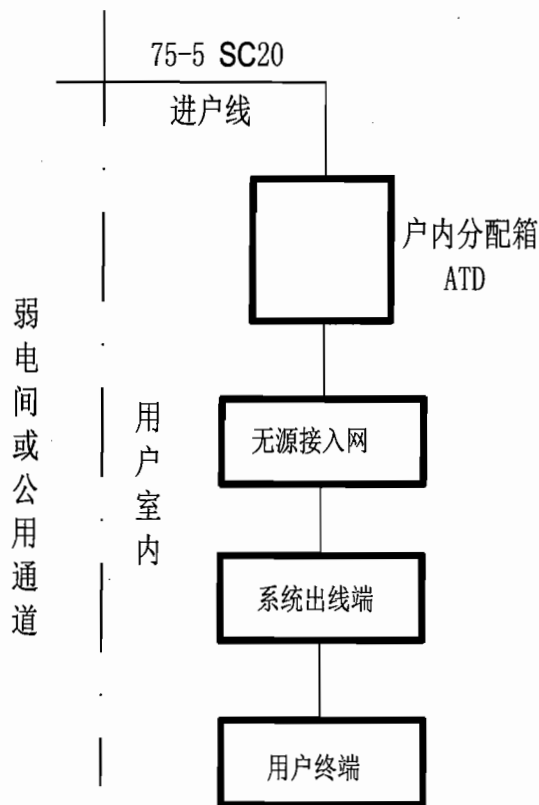 75-5 SC20
进户线
户内分配箱
ATD
弱电间或公用通道
用户室内
无源接入网
系统出线端
用户终端